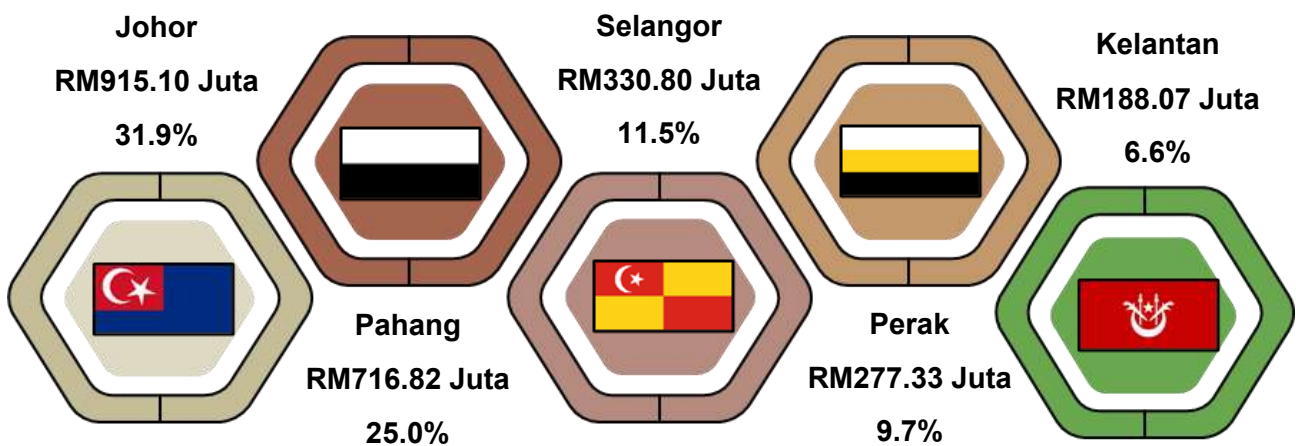 Johor
RM915.10 Juta
31.9%
Pahang
RM716.82 Juta
25.0%
Selangor
RM330.80 Juta
11.5%
Perak
RM277.33 Juta
9.7%
Kelantan
RM188.07 Juta
6.6%